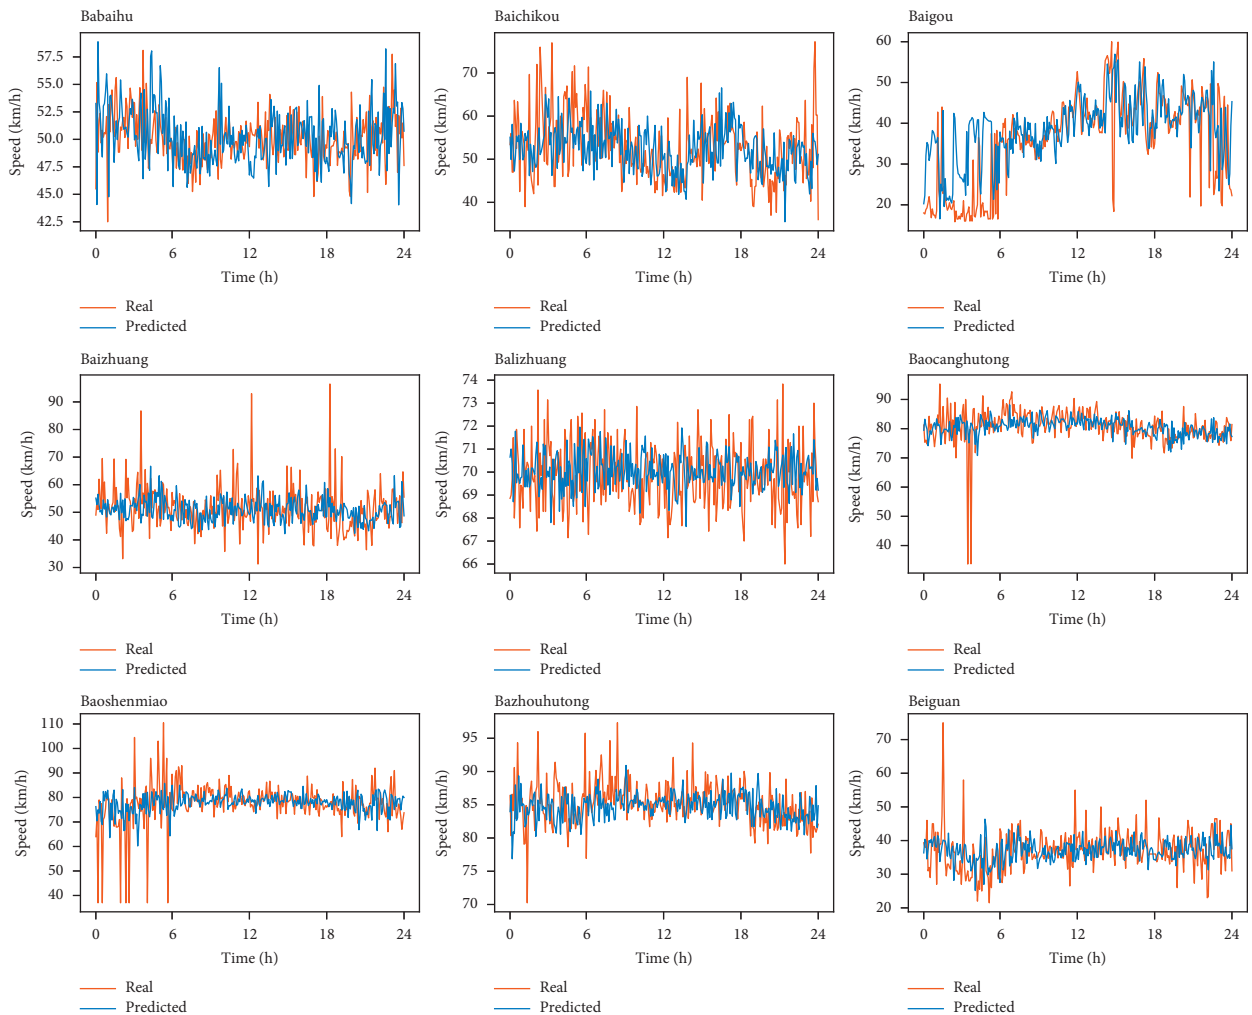 Babaihu
Speed (km/h)
57.5
55.0
52.5
50.0
47.5
45.0
42.5
0 6 12 18 24
Time (h)
Real
Predicted
Baichikou
Speed (km/h)
70
60
50
40
0 6 12 18 24
Time (h)
Real
Predicted
Baigou
Speed (km/h)
60
50
40
30
20
0 6 12 18 24
Time (h)
Real
Predicted
Baizhuang
Speed (km/h)
90
80
70
60
50
40
30
0 6 12 18 24
Time (h)
Real
Predicted
Balizhuang
Speed (km/h)
74
73
72
71
70
69
68
67
66
0 6 12 18 24
Time (h)
Real
Predicted
Baocanghutong
Speed (km/h)
90
80
70
60
50
40
0 6 12 18 24
Time (h)
Real
Predicted
Baoshenmiao
Speed (km/h)
110
100
90
80
70
60
50
40
0 6 12 18 24
Time (h)
Real
Predicted
Bazhouhutong
Speed (km/h)
95
90
85
80
75
70
0 6 12 18 24
Time (h)
Real
Predicted
Beiguan
Speed (km/h)
70
60
50
40
30
20
0 6 12 18 24
Time (h)
Real
Predicted